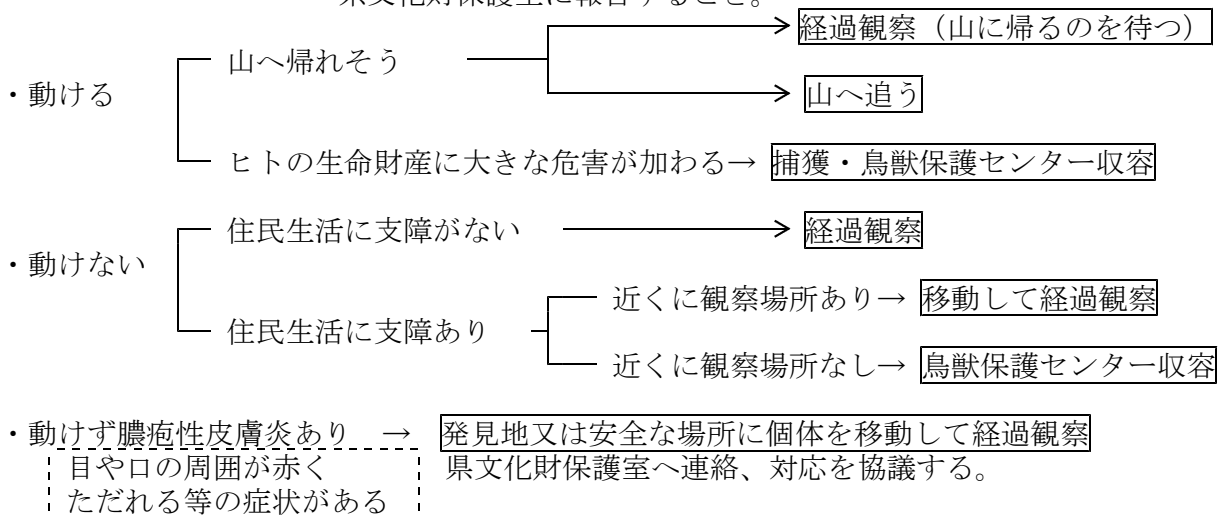 県文化財保護室に報告すること。
経過観察（山に帰るのを待つ）
山へ帰れそう
・動ける
山へ追う
ヒトの生命財産に大きな危害が加わる→ 捕獲・鳥獣保護センター収容
住民生活に支障がない → 経過観察
・動けない
近くに観察場所あり→ 移動して経過観察
住民生活に支障あり
近くに観察場所なし→ 鳥獣保護センター収容
・動けず膿疱性皮膚炎あり → 発見地又は安全な場所に個体を移動して経過観察
目や口の周囲が赤く 県文化財保護室へ連絡、対応を協議する。
ただれる等の症状がある